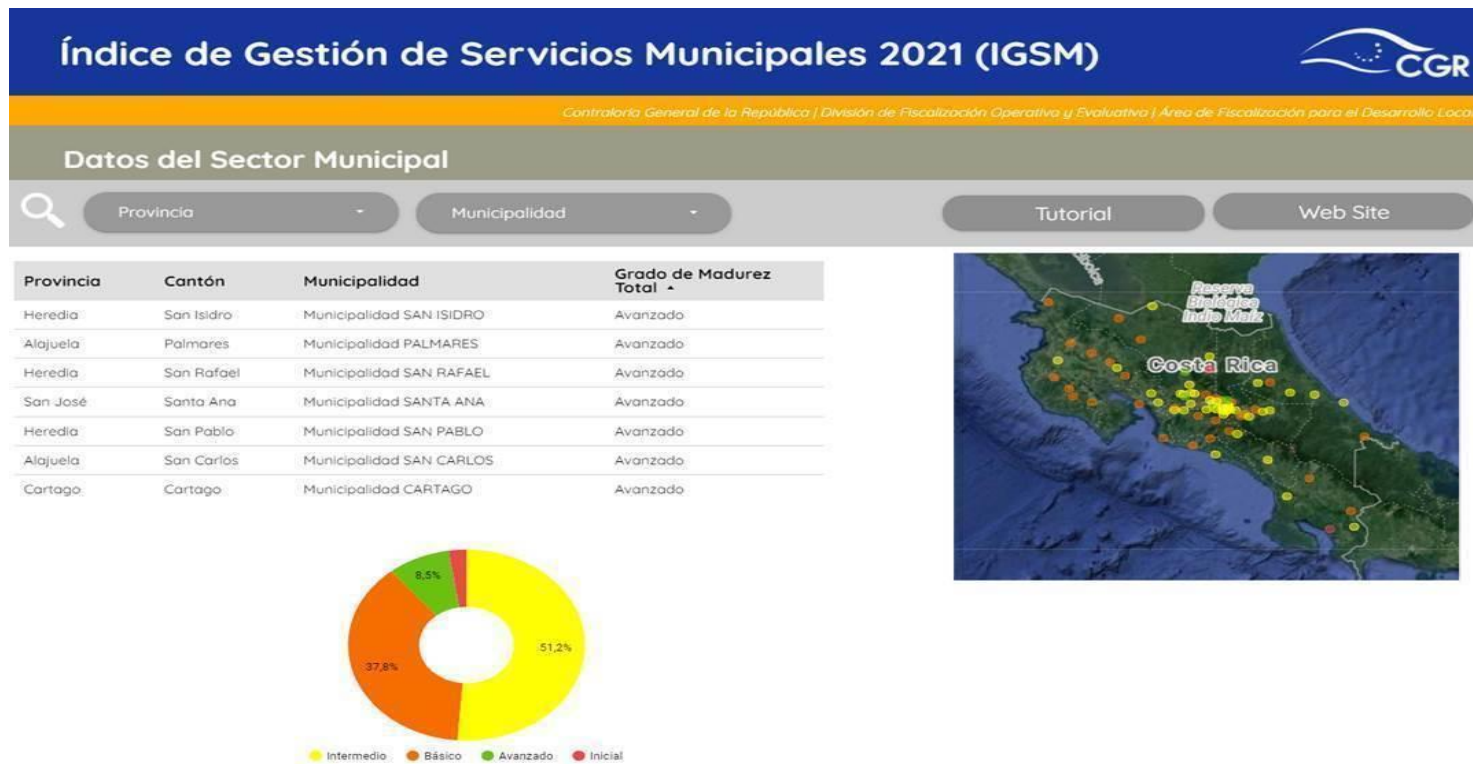 Índice de Gestión de Servicios Municipales 2021 (IGSM)
CGR
Contraloría General de la República | División de Fiscalización Operativa y Evaluativa | Área de Fiscalización para el Desarrollo Local
Datos del Sector Municipal
Provincia
Municipalidad
Tutorial
Web Site
Provincia Cantón Municipalidad Grado de Madurez
Total
Heredia San Isidro Municipalidad SAN ISIDRO Avanzado
Alajuela Palmares Municipalidad PALMARES Avanzado
Heredia San Rafael Municipalidad SAN RAFAEL Avanzado
San José Santa Ana Municipalidad SANTA ANA Avanzado
Heredia San Pablo Municipalidad SAN PABLO Avanzado
Alajuela San Carlos Municipalidad SAN CARLOS Avanzado
Cartago Cartago Municipalidad CARTAGO Avanzado
Reserva
Biológica
Indio Maíz
Costa Rica
8,5%
51,2%
37,8%
Intermedio Básico Avanzado Inicial